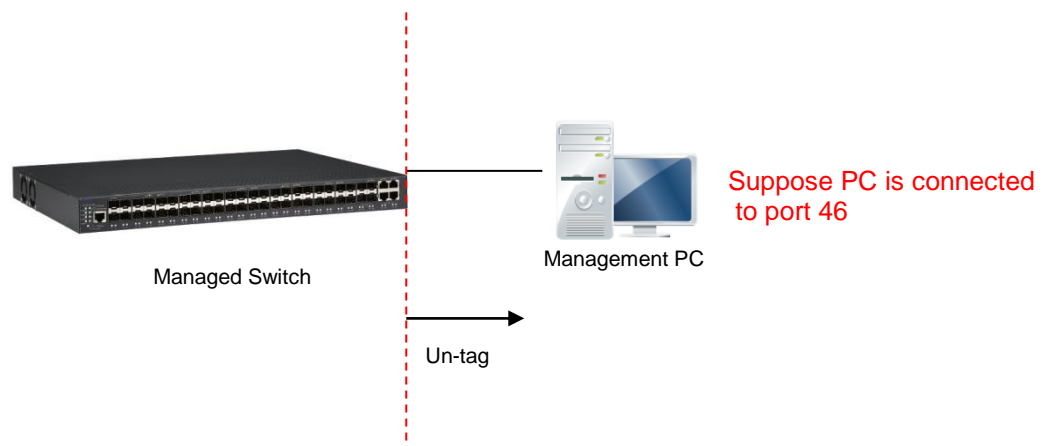 Suppose PC is connected
to port 46
Management PC
Managed Switch
Un-tag